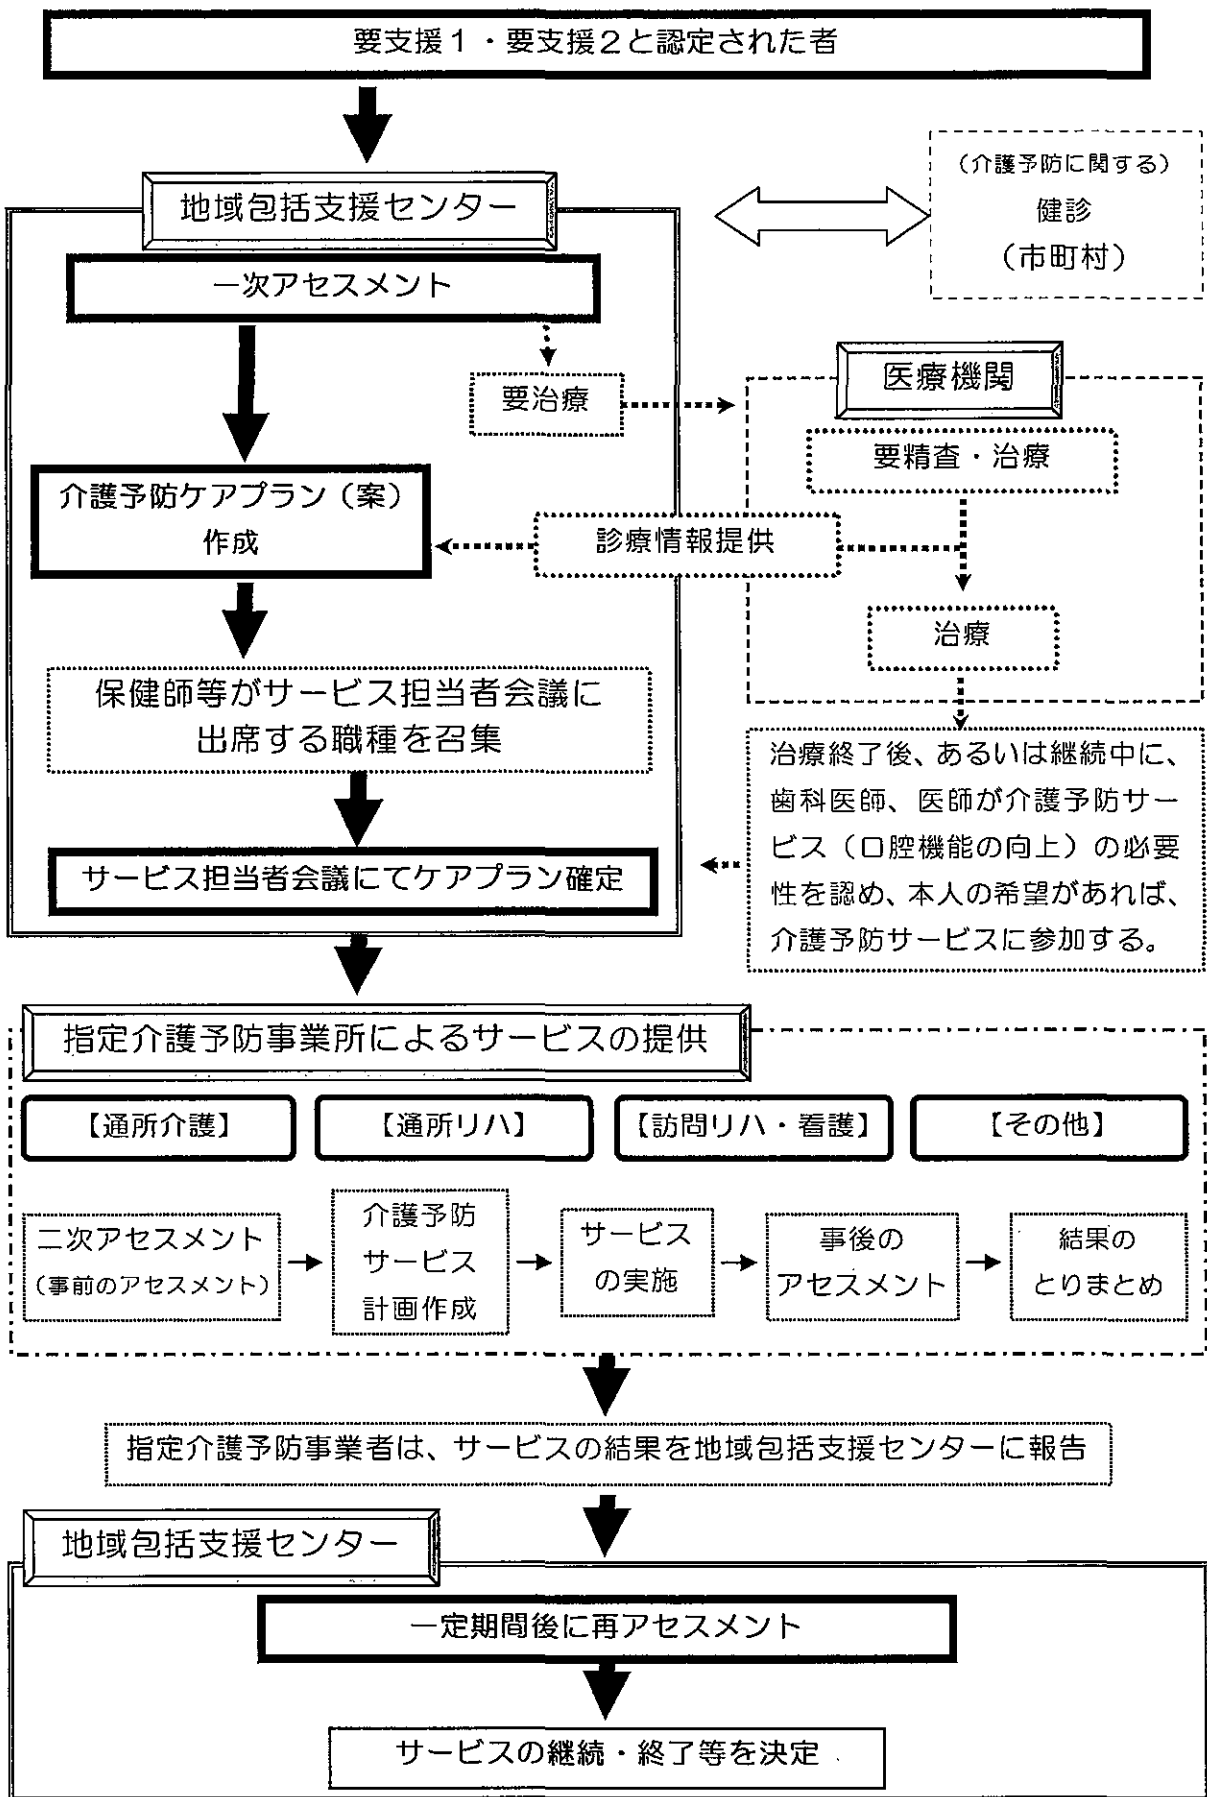 要支援１・要支援２と認定された者
地域包括支援センター
一次アセスメント
（介護予防に関する）
健診
（市町村）
要治療
医療機関
要精査・治療
介護予防ケアプラン（案）
作成
診療情報提供
治療
保健師等がサービス担当者会議に
出席する職種を召集
サービス担当者会議にてケアプラン確定
治療終了後、あるいは継続中に、
歯科医師、医師が介護予防サー
ビス（口腔機能の向上）の必要
性を認め、本人の希望があれば、
介護予防サービスに参加する。
指定介護予防事業所によるサービスの提供
【通所介護】
【通所リハ】
【訪問リハ・看護】
【その他】
二次アセスメント
（事前のアセスメント）
介護予防
サービス
計画作成
サービス
の実施
事後の
アセスメント
結果の
とりまとめ
指定介護予防事業者は、サービスの結果を地域包括支援センターに報告
地域包括支援センター
一定期間後に再アセスメント
サービスの継続・終了等を決定